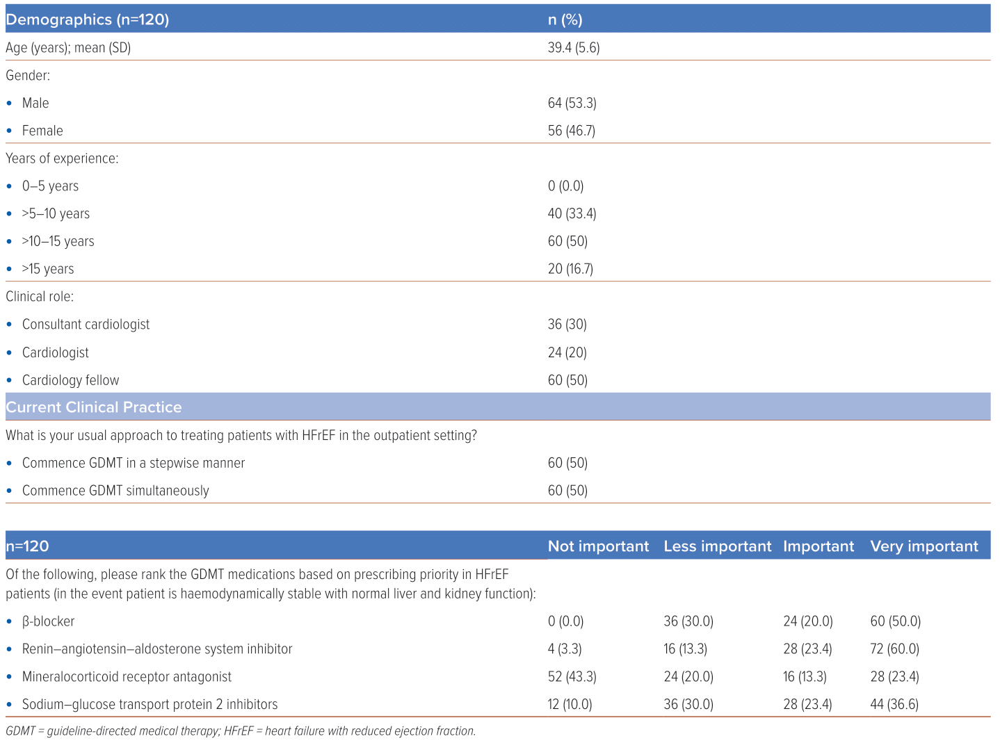 Demographics (n=120) n (%)
Age (years); mean (SD) 39.4 (5.6)
Gender:
• Male 64 (53.3)
• Female 56 (46.7)
Years of experience:
• 0–5 years 0 (0.0)
• >5–10 years 40 (33.4)
• >10–15 years 60 (50)
• >15 years 20 (16.7)
Clinical role:
• Consultant cardiologist 36 (30)
• Cardiologist 24 (20)
• Cardiology fellow 60 (50)
Current Clinical Practice
What is your usual approach to treating patients with HFrEF in the outpatient setting?
• Commence GDMT in a stepwise manner 60 (50)
• Commence GDMT simultaneously 60 (50)
n=120 Not important Less important Important Very important
Of the following, please rank the GDMT medications based on prescribing priority in HFrEF
patients (in the event patient is haemodynamically stable with normal liver and kidney function):
• β-blocker 0 (0.0) 36 (30.0) 24 (20.0) 60 (50.0)
• Renin–angiotensin–aldosterone system inhibitor 4 (3.3) 16 (13.3) 28 (23.4) 72 (60.0)
• Mineralocorticoid receptor antagonist 52 (43.3) 24 (20.0) 16 (13.3) 28 (23.4)
• Sodium–glucose transport protein 2 inhibitors 12 (10.0) 36 (30.0) 28 (23.4) 44 (36.6)
GDMT = guideline-directed medical therapy; HFrEF = heart failure with reduced ejection fraction.